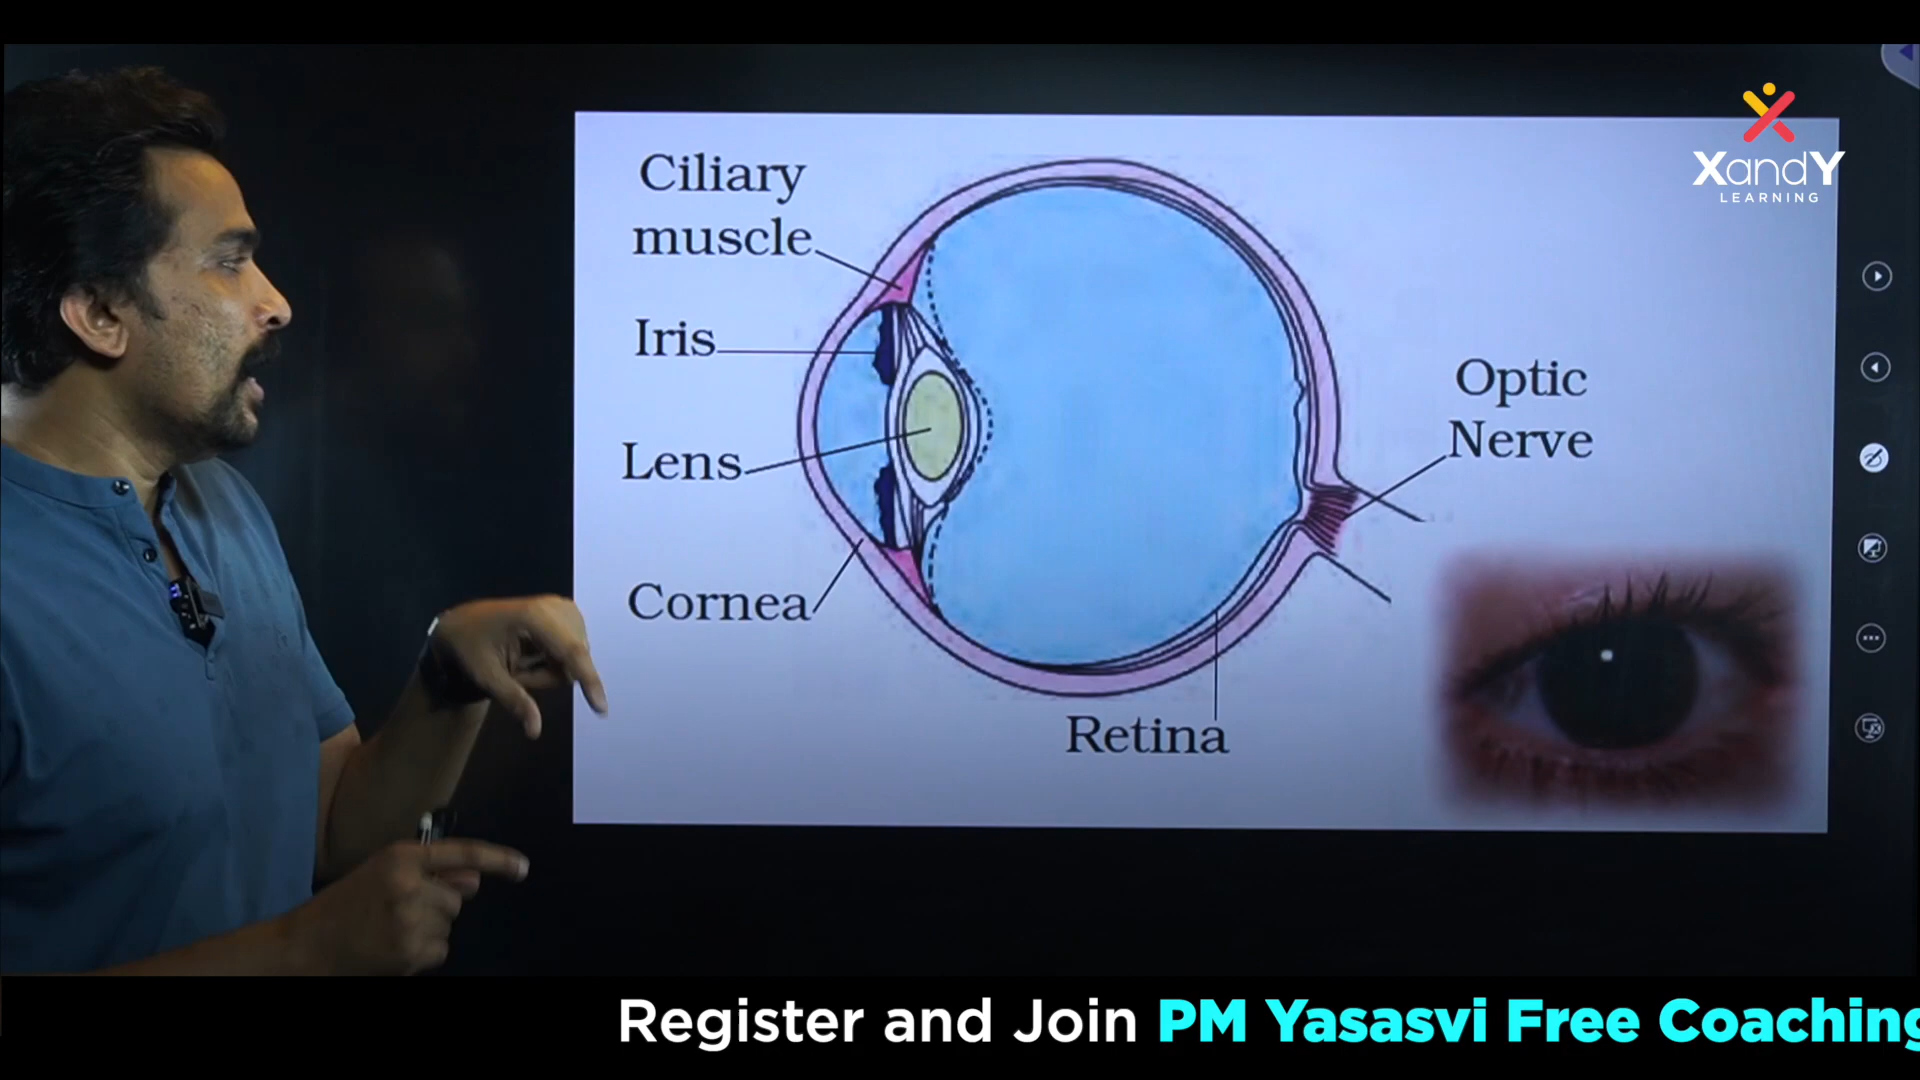 XandY
LEARNING
Ciliary
muscle
Iris
Lens
Cornea
Optic
Nerve
Retina
Register and Join PM Yasasvi Free Coaching